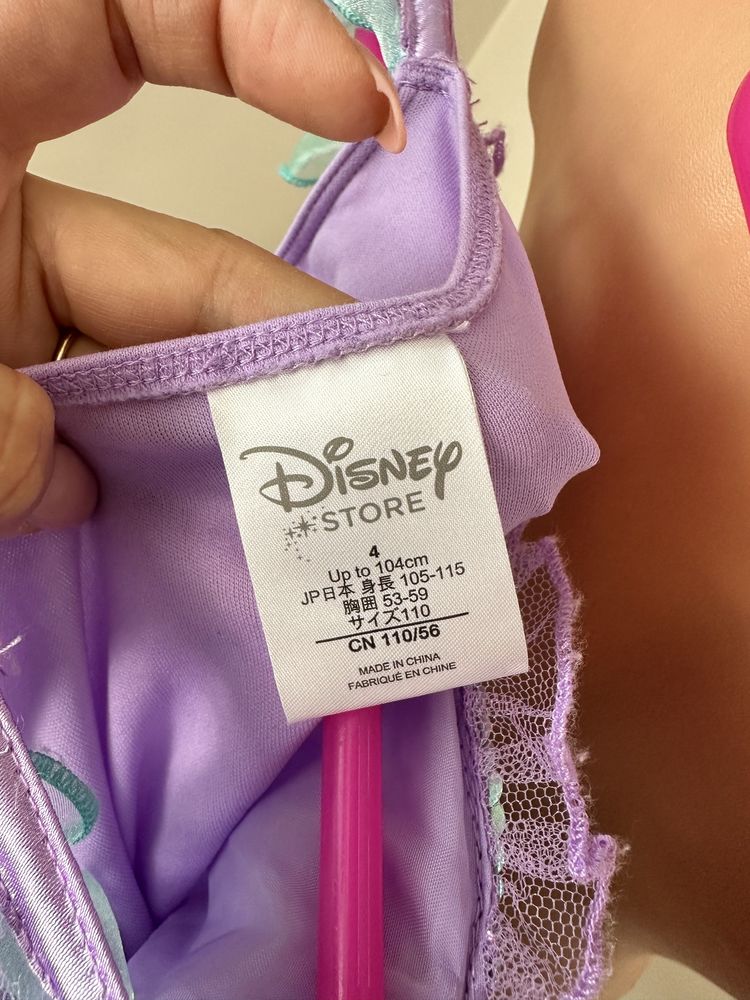 Disney
STORE
4
Up to 104cm
JP日本 身長 105-115
胸囲 53-59
サイズ110
CN 110/56
MADE IN CHINA
FABRIQUÉ EN CHINE